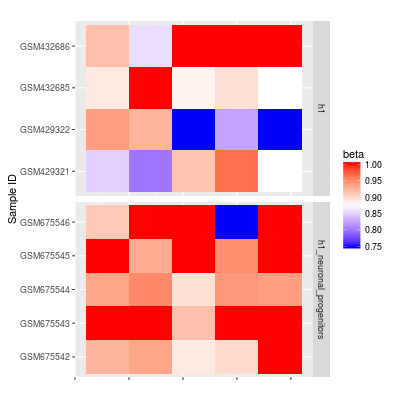 GSM432686
GSM432685
GSM429322
GSM429321
h1
GSM675546
GSM675545
GSM675544
GSM675543
GSM675542
h1_neuronal_progenitors
Sample ID
beta
1.00
0.95
0.90
0.85
0.80
0.75